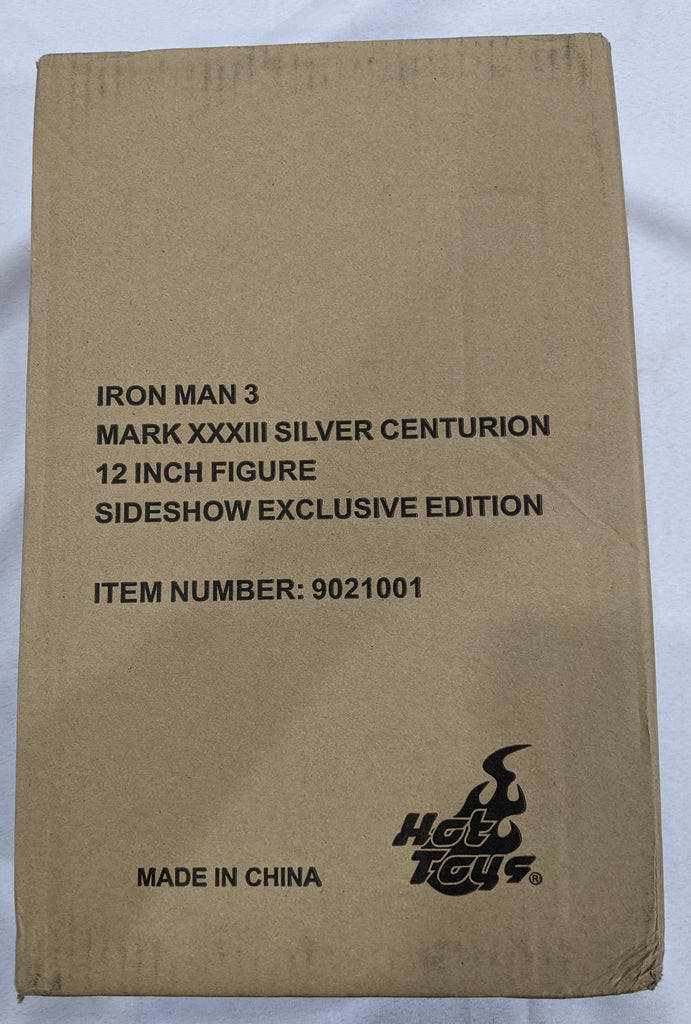 IRON MAN 3
MARK XXXIII SILVER CENTURION
12 INCH FIGURE
SIDESHOW EXCLUSIVE EDITION
ITEM NUMBER: 9021001
Hot
Toys®
MADE IN CHINA